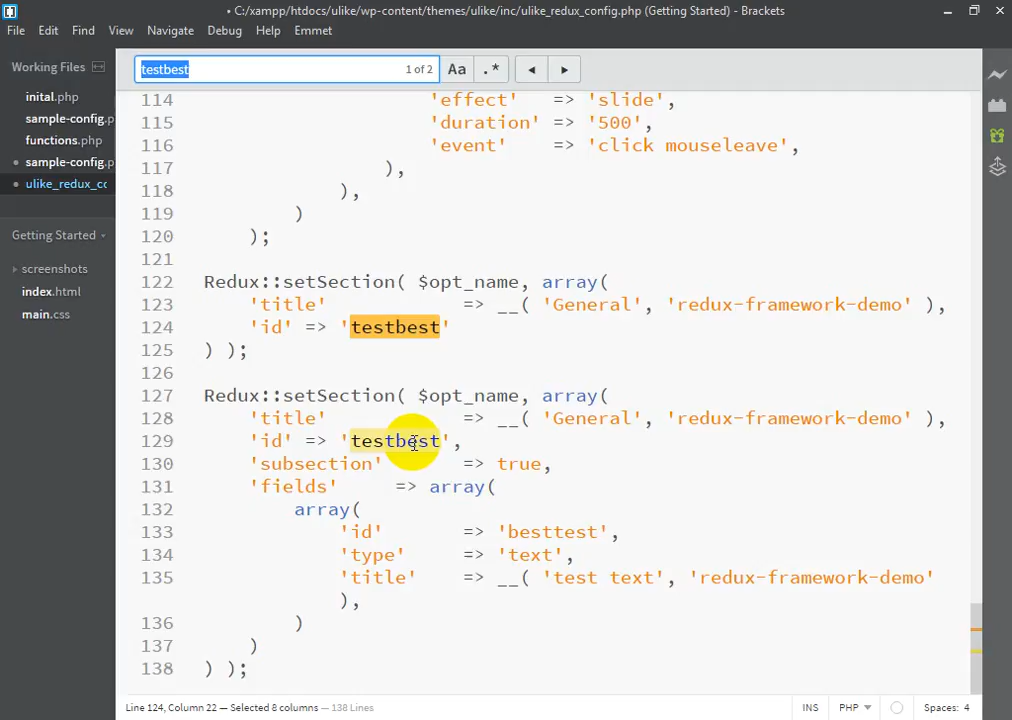 • C:/xampp/htdocs/ulike/wp-content/themes/ulike/inc/ulike_redux_config.php (Getting Started) - Brackets
File Edit Find View Navigate Debug Help Emmet
Working Files
inital.php
sample-config.p
functions.php
sample-config.p
ulike_redux_co
Getting Started
screenshots
index.html
main.css
testbest 1 of 2 Aa .*
114 'effect' => 'slide',
115 'duration' => '500',
116 'event' => 'click mouseleave',
117 ),
118 ),
119 )
120 );
121
122 Redux::setSection( $opt_name, array(
123 'title' => __( 'General', 'redux-framework-demo' ),
124 'id' => 'testbest'
125 ) );
126
127 Redux::setSection( $opt_name, array(
128 'title' => __( 'General', 'redux-framework-demo' ),
129 'id' => 'testbest',
130 'subsection' => true,
131 'fields' => array(
132 array(
133 'id' => 'besttest',
134 'type' => 'text',
135 'title' => __( 'test text', 'redux-framework-demo'
),
136 )
137 )
138 ) );
Line 124, Column 22 — Selected 8 columns — 138 Lines
INS PHP Spaces: 4